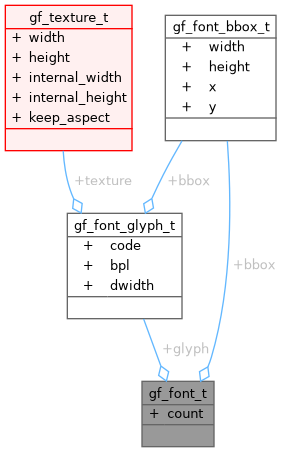 gf_texture_t
+ width
+ height
+ internal_width
+ internal_height
+ keep_aspect
gf_font_bbox_t
+ width
+ height
+ x
+ y
+texture
+bbox
gf_font_glyph_t
+ code
+ bpl
+ dwidth
+bbox
+glyph
gf_font_t
+ count